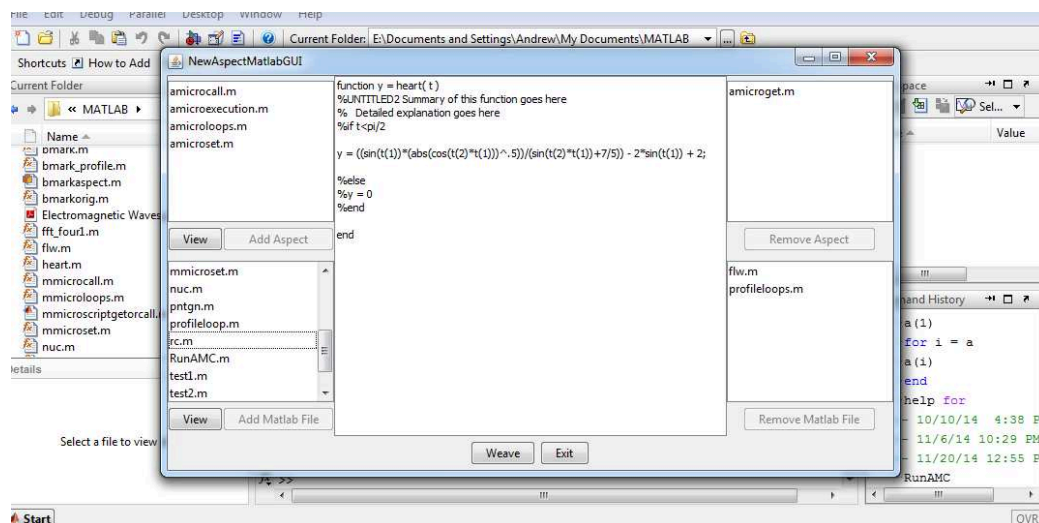 File Edit Debug Parallel Desktop Window Help
Current Folder: E:\Documents and Settings\Andrew\My Documents\MATLAB
Shortcuts How to Add
NewAspectMatlabGUI
Current Folder
« MATLAB
Name
bmark.m
bmark_profile.m
bmarkaspect.m
bmarkorig.m
Electromagnetic Waves
fft_four1.m
flw.m
heart.m
mmicrocall.m
mmicroloops.m
mmicroscriptgetorcall.
mmicroset.m
nuc.m
Details
Select a file to view
Start
amicrocall.m
amicroexecution.m
amicroloops.m
amicroset.m
View Add Aspect
mmicroset.m
nuc.m
pntgn.m
profileloop.m
rc.m
RunAMC.m
test1.m
test2.m
View Add Matlab File
function y = heart( t )
%UNTITLED2 Summary of this function goes here
% Detailed explanation goes here
%if t<pi/2
y = ((sin(t(1))*(abs(cos(t(2)*t(1)))^.5))/(sin(t(2)*t(1))+7/5)) - 2*sin(t(1)) + 2;
%else
%y = 0
%end
end
Weave Exit
>>
amicroget.m
Remove Aspect
flw.m
profileloops.m
Remove Matlab File
pace
Sel...
Value
and History
a(1)
for i = a
a(i)
end
help for
- 10/10/14 4:38 P
- 11/6/14 10:29 PM
- 11/20/14 12:55 P
RunAMC
OVR